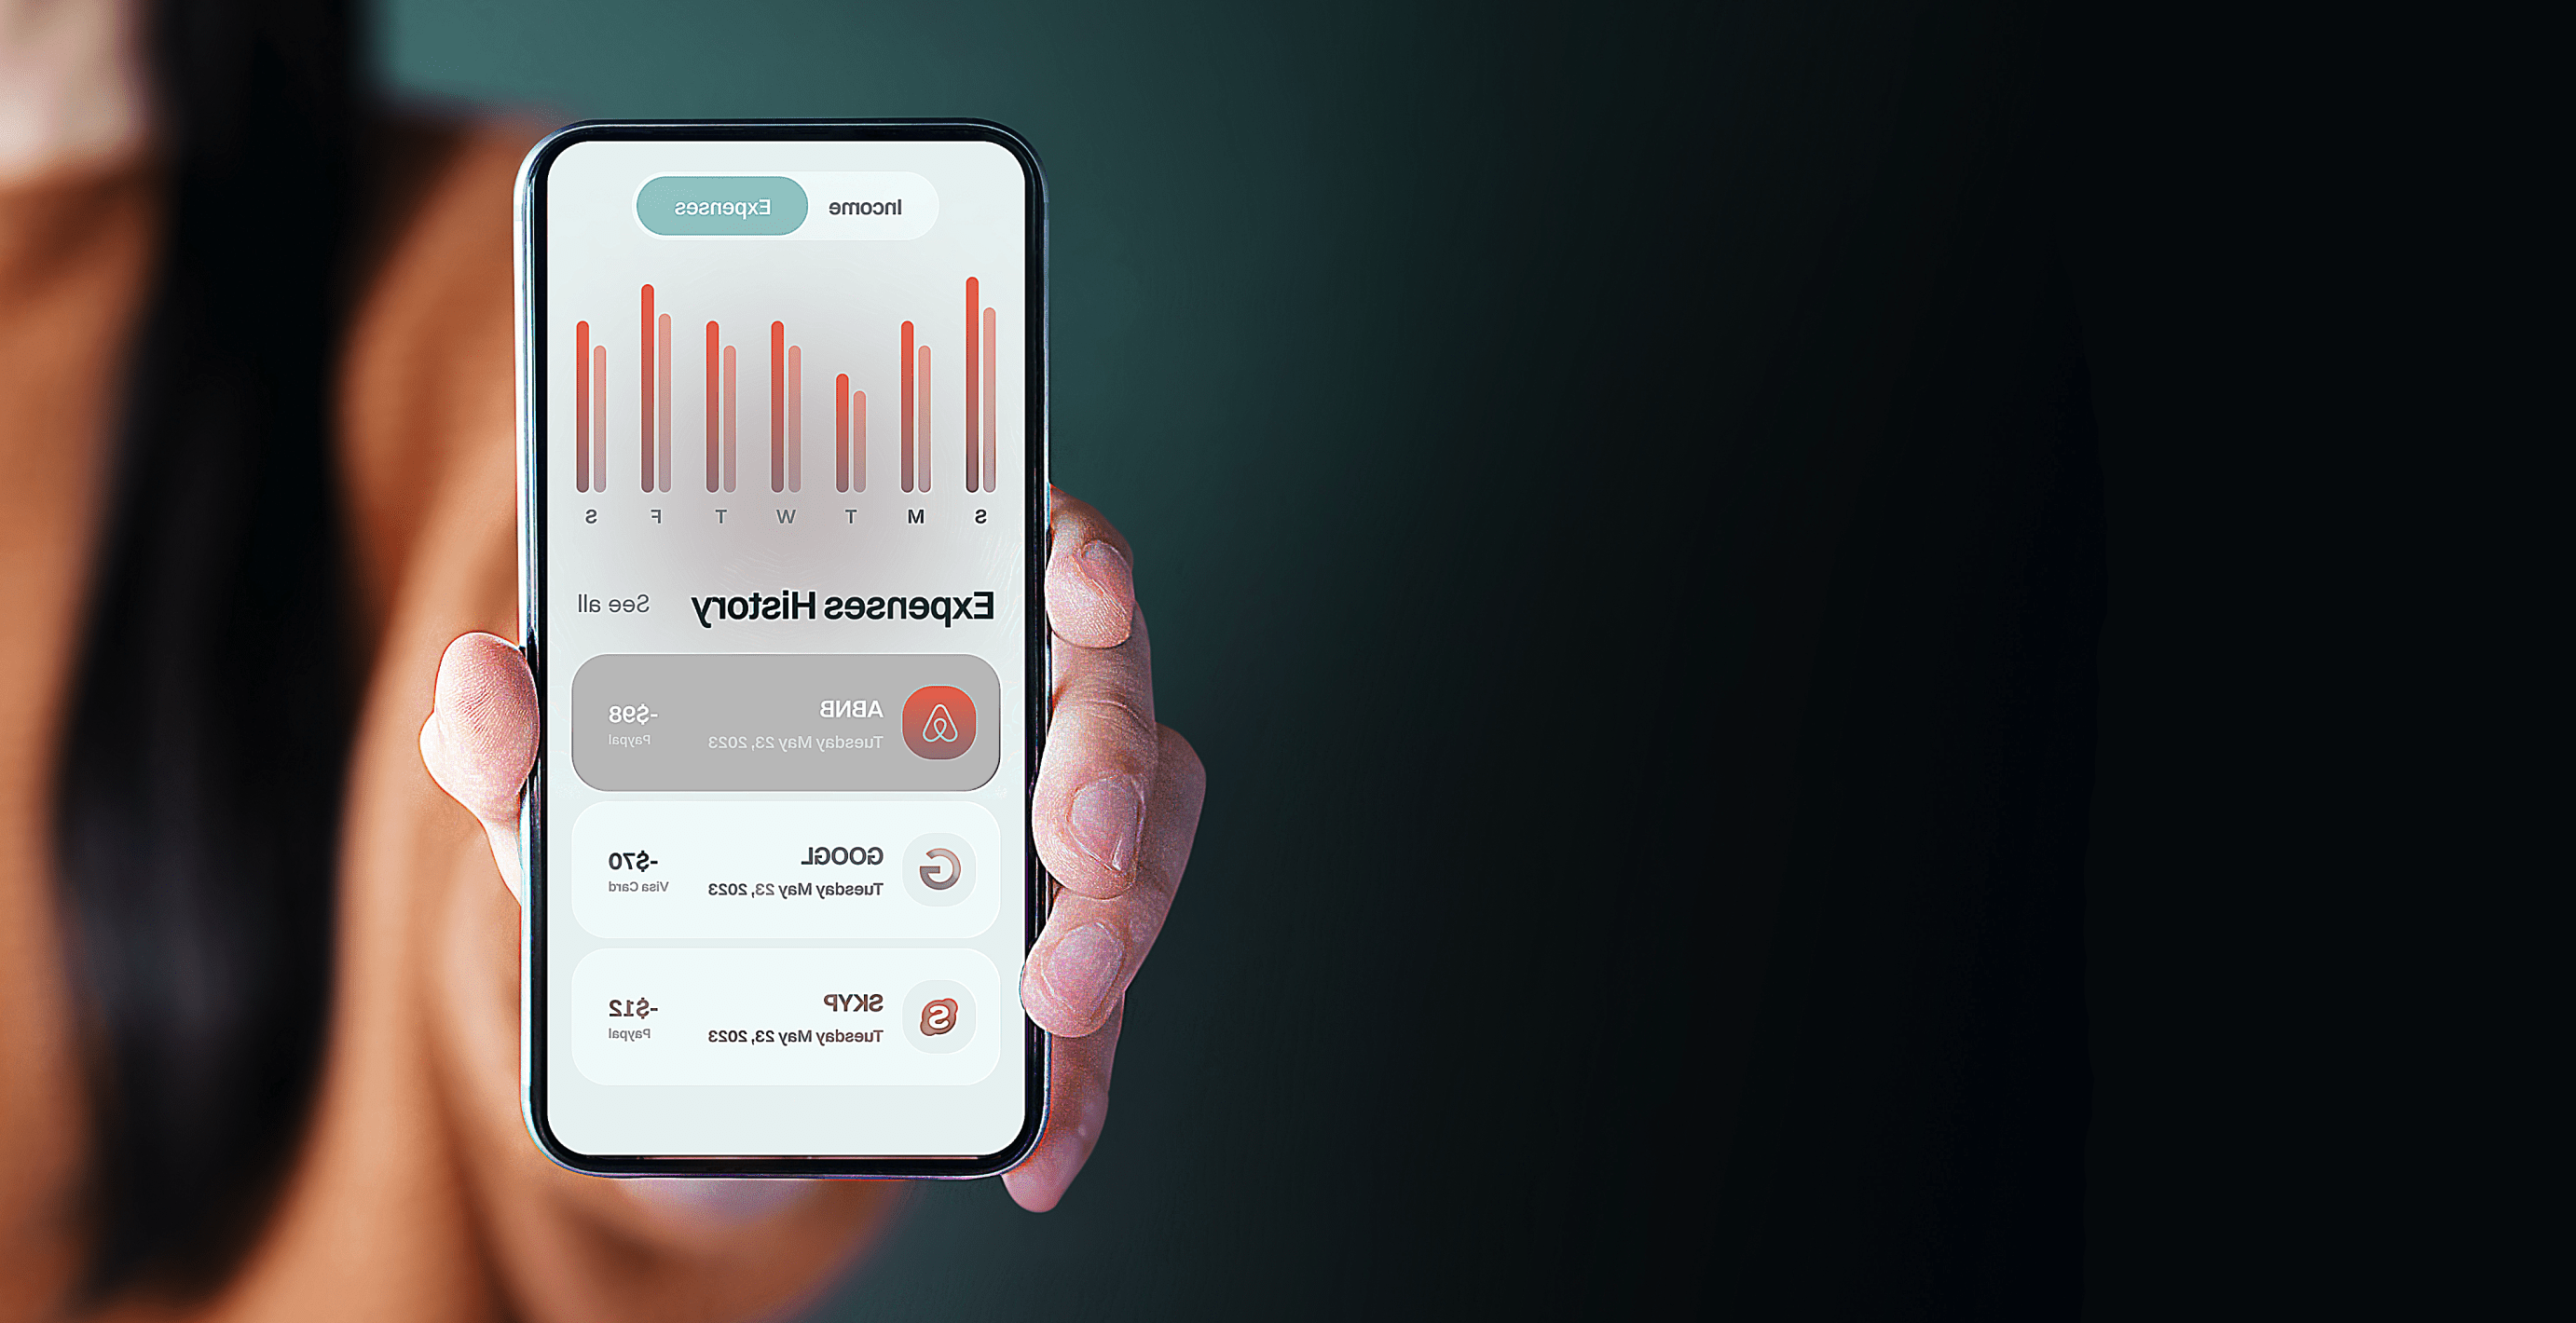 Income Expenses
S M T W T F S
Expenses History See all
ABNB
Tuesday May 23, 2023
-$98
Paypal
GOOGL
Tuesday May 23, 2023
-$70
Visa Card
SKYP
Tuesday May 23, 2023
-$12
Paypal